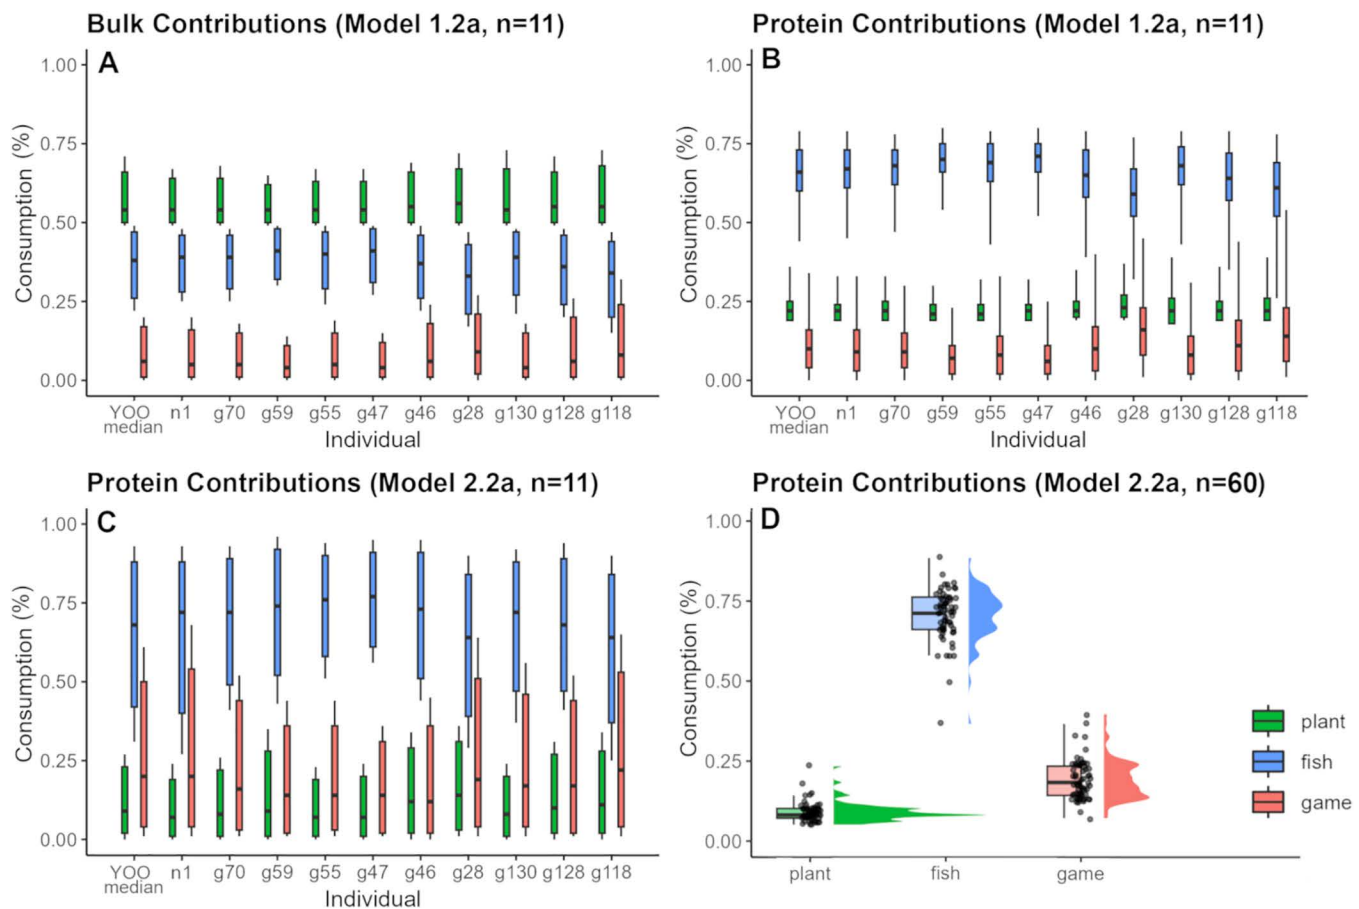 Bulk Contributions (Model 1.2a, n=11)
A
Consumption (%)
1.00
0.75
0.50
0.25
0.00
YOO median n1 g70 g59 g55 g47 g46 g28 g130 g128 g118
Individual
Protein Contributions (Model 1.2a, n=11)
B
Consumption (%)
1.00
0.75
0.50
0.25
0.00
YOO median n1 g70 g59 g55 g47 g46 g28 g130 g128 g118
Individual
Protein Contributions (Model 2.2a, n=11)
C
Consumption (%)
1.00
0.75
0.50
0.25
0.00
YOO median n1 g70 g59 g55 g47 g46 g28 g130 g128 g118
Individual
Protein Contributions (Model 2.2a, n=60)
D
Consumption (%)
1.00
0.75
0.50
0.25
0.00
plant fish game
plant
fish
game